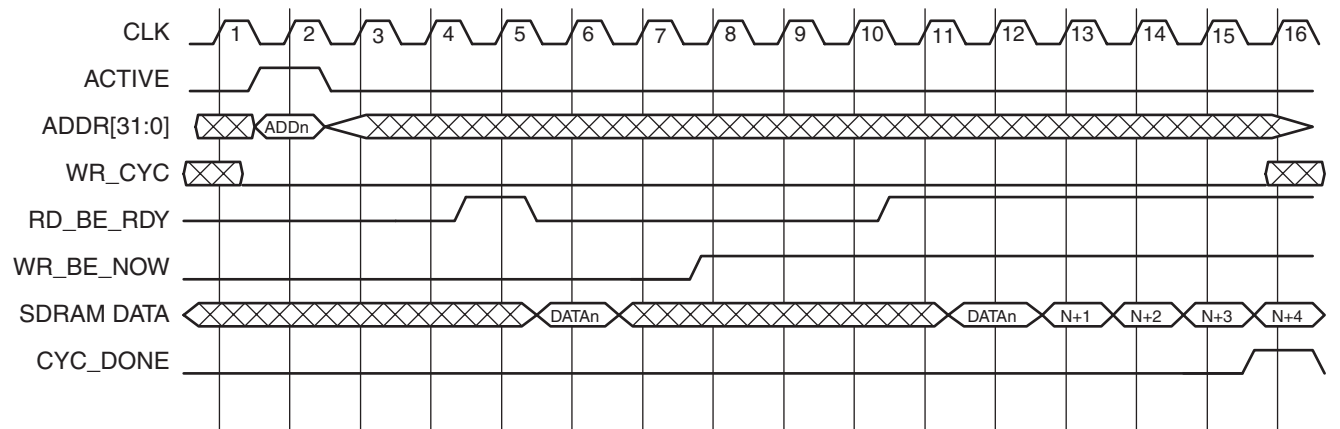 CLK 1 2 3 4 5 6 7 8 9 10 11 12 13 14 15 16
ACTIVE
ADDR[31:0] ADDn
WR_CYC
RD_BE_RDY
WR_BE_NOW
SDRAM DATA DATAn DATAn N+1 N+2 N+3 N+4
CYC_DONE